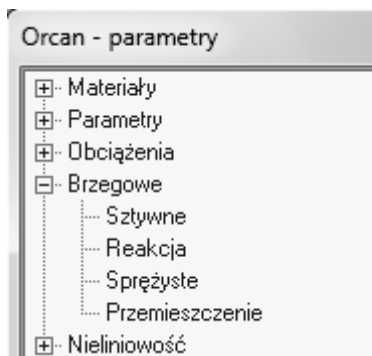 Orcan - parametry
Materiały
Parametry
Obciążenia
Brzegowe
Sztywne
Reakcja
Sprężyste
Przemieszczenie
Nieliniowość